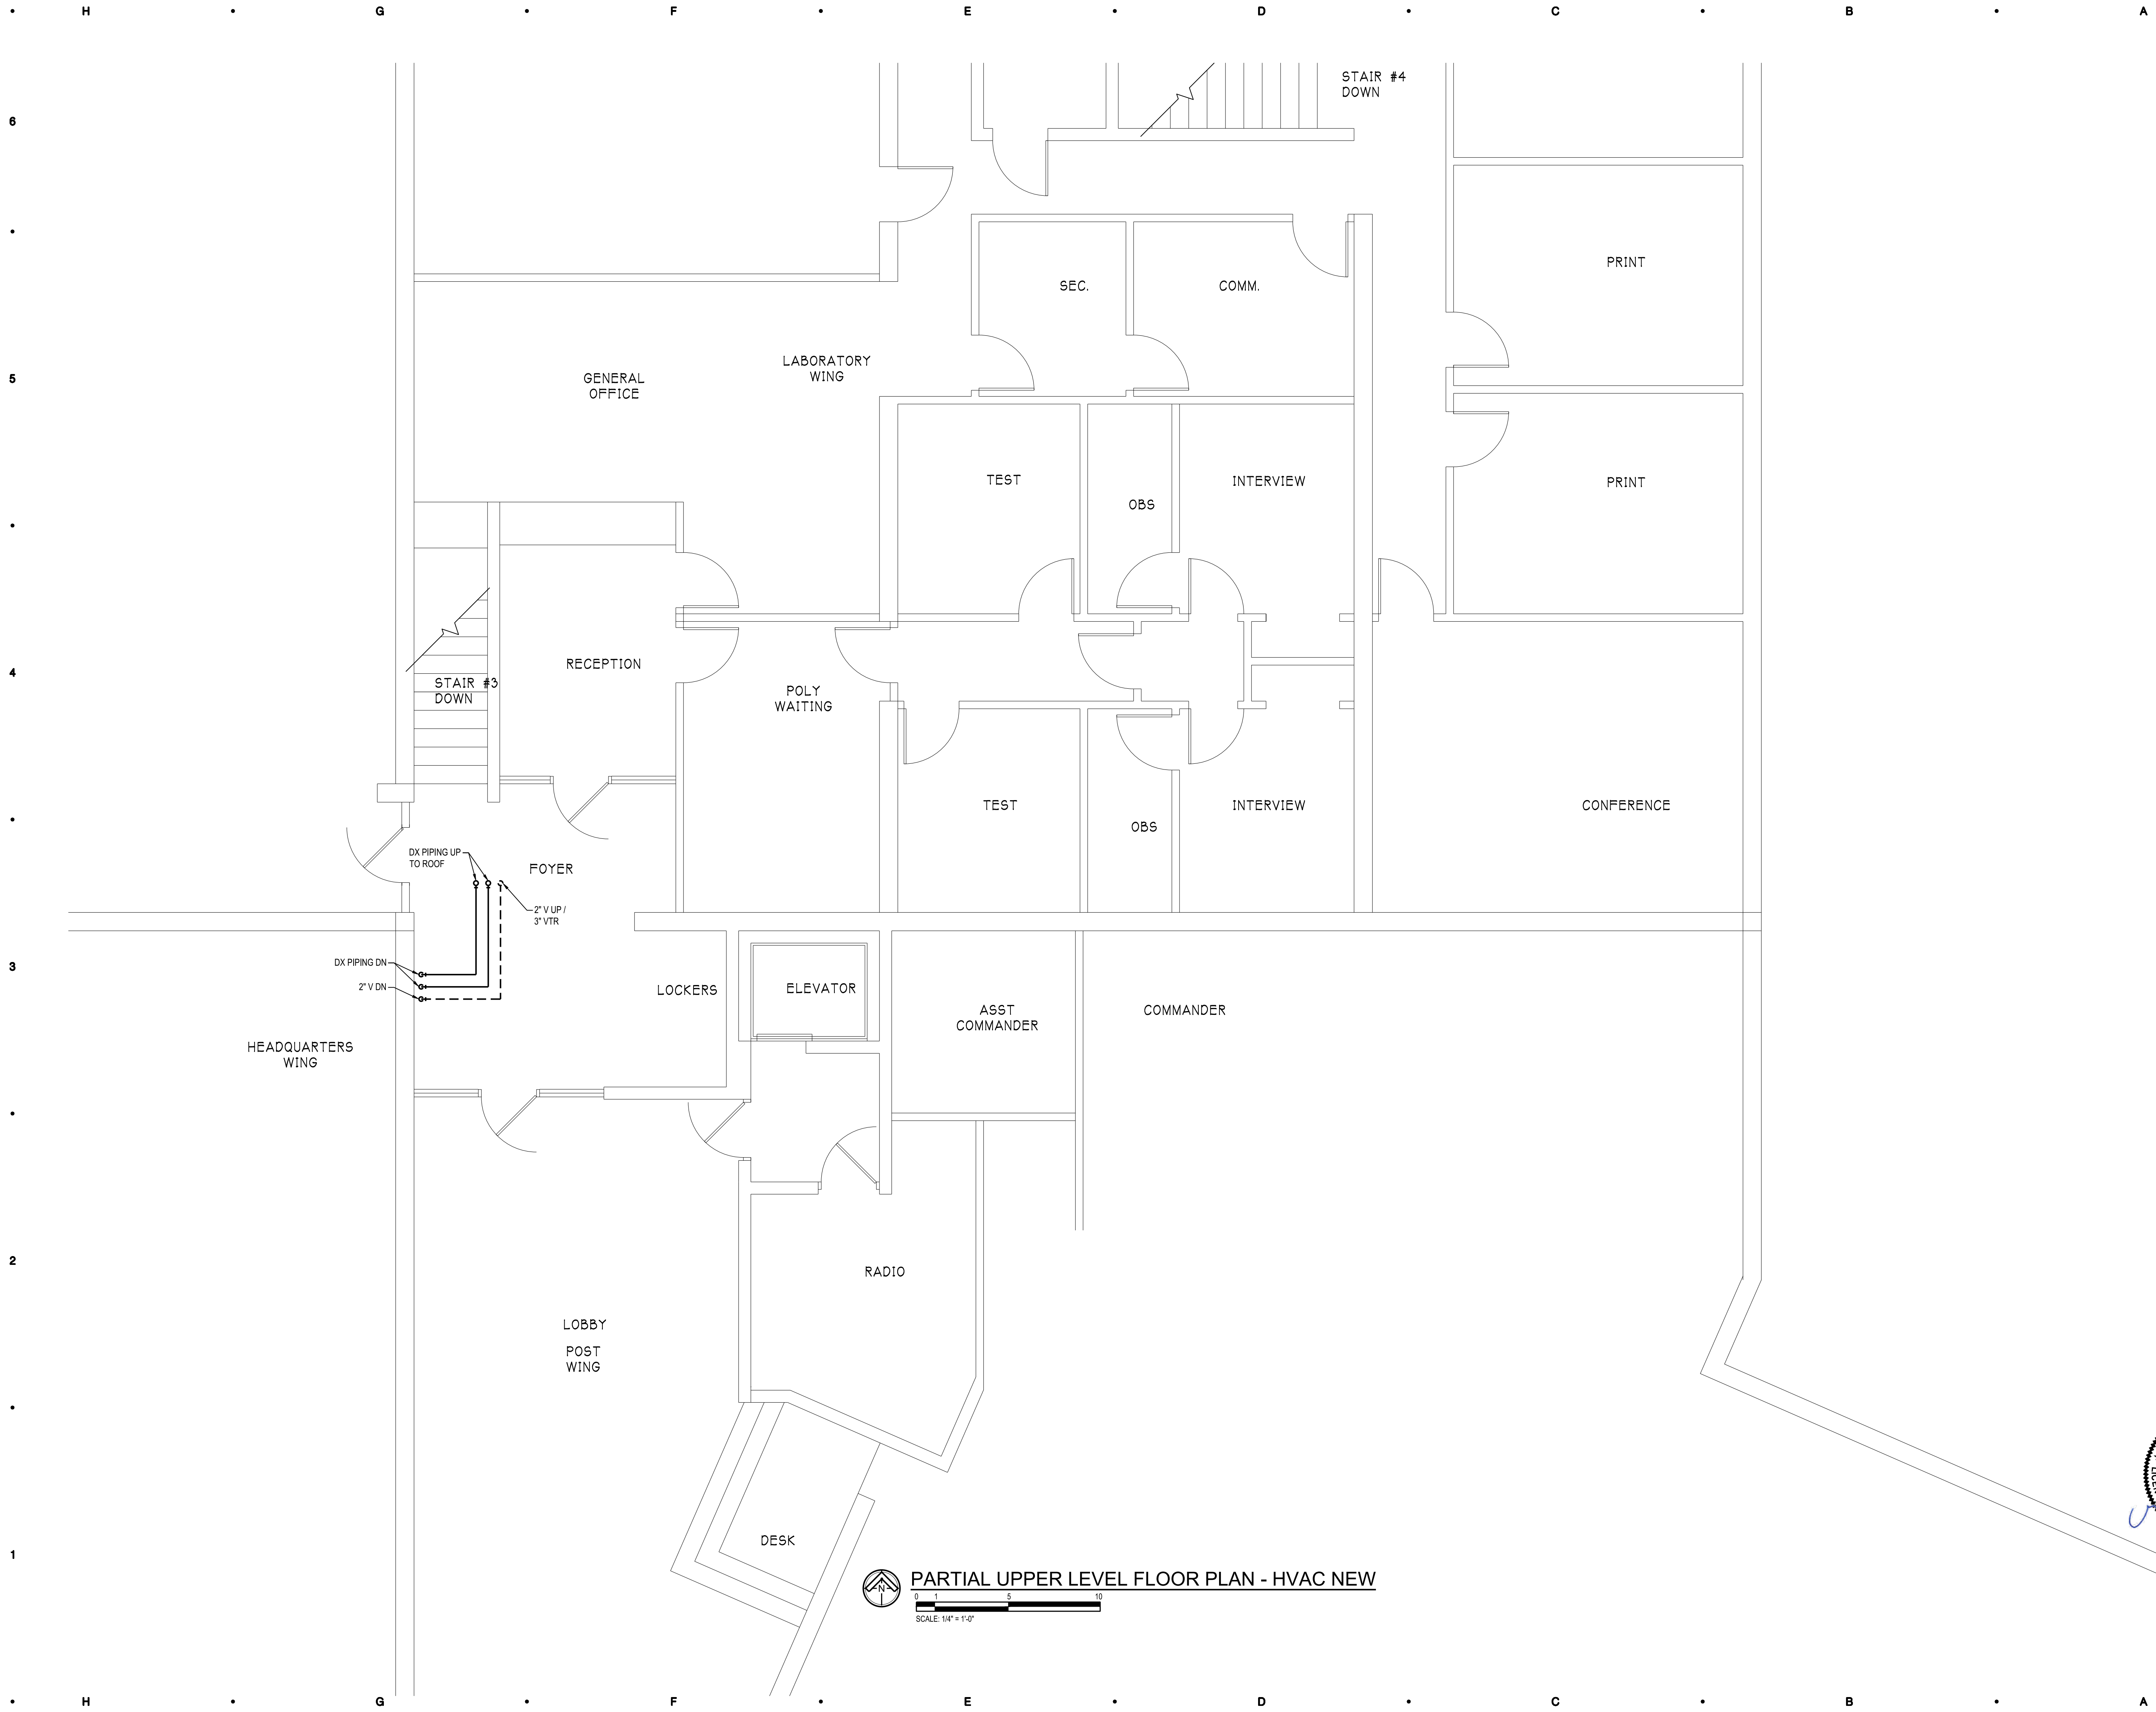 H G F E D C B A
STAIR #4
DOWN
6
PRINT
SEC.
COMM.
LABORATORY
WING
GENERAL
OFFICE
5
TEST
OBS
INTERVIEW
PRINT
RECEPTION
4
STAIR #3
DOWN
POLY
WAITING
TEST
OBS
INTERVIEW
CONFERENCE
DX PIPING UP
TO ROOF
FOYER
2" V UP /
3" VTR
DX PIPING DN
3
2" V DN
LOCKERS
ELEVATOR
ASST
COMMANDER
COMMANDER
HEADQUARTERS
WING
2
RADIO
LOBBY
POST
WING
DESK
1
N
PARTIAL UPPER LEVEL FLOOR PLAN - HVAC NEW
0 1 5 10
SCALE: 1/4" = 1'-0"
H G F E D C B A